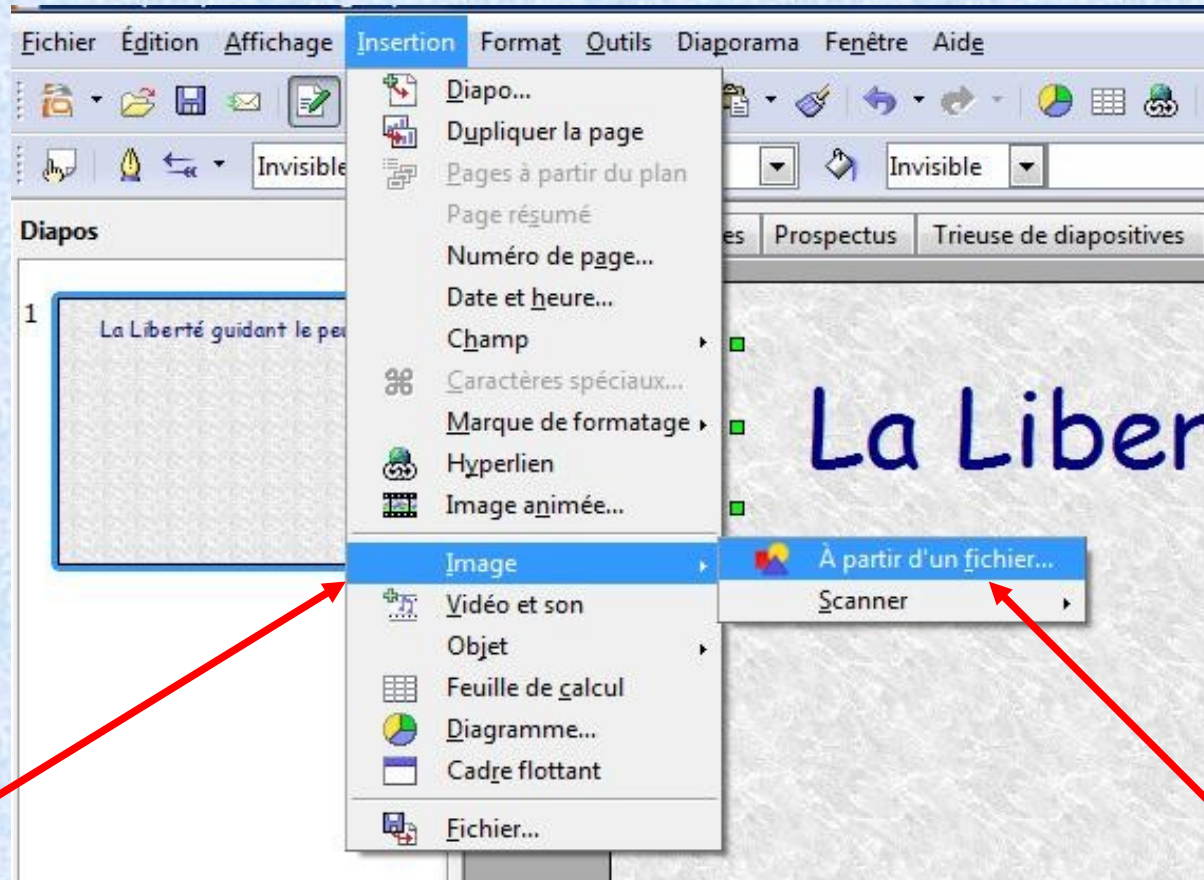 Fichier Édition Affichage Insertion Format Outils Diaporama Fenêtre Aide
Invisible
Invisible
Diapos
Prospectus Trieuse de diapositives
1
La Liberté guidant le
La Liber
Diapo...
Dupliquer la page
Pages à partir du plan
Page résumé
Numéro de page...
Date et heure...
Champ
Caractères spéciaux...
Marque de formatage
Hyperlien
Image animée...
Image
Vidéo et son
Objet
Feuille de calcul
Diagramme...
Cadre flottant
Fichier...
À partir d'un fichier...
Scanner